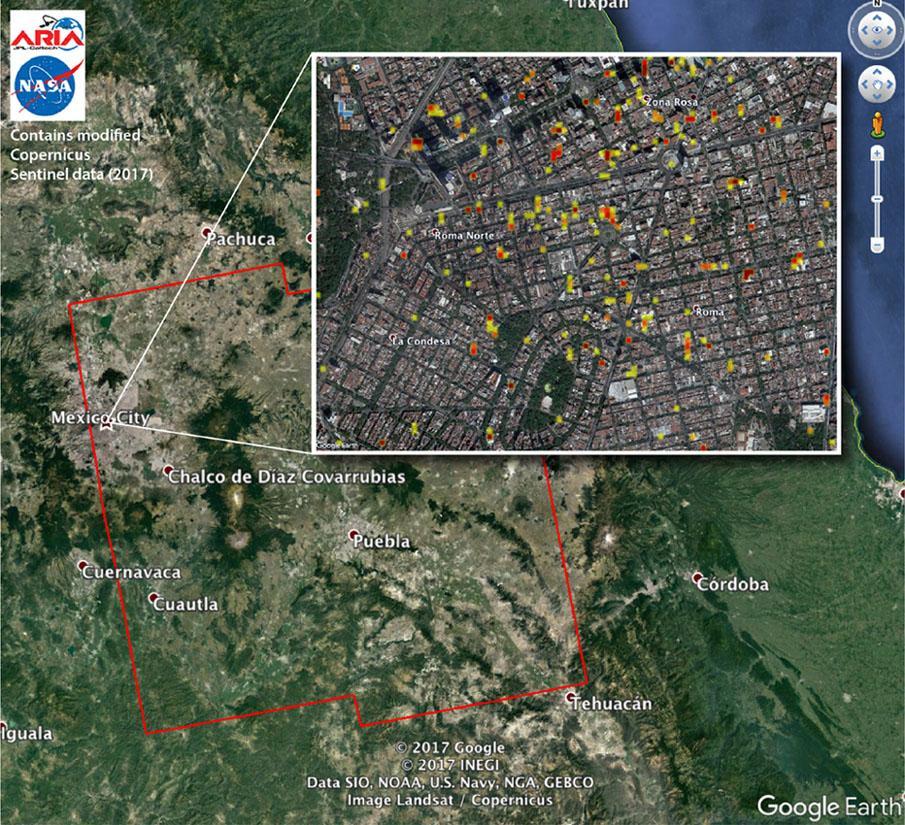 Tuxpan
N
ARIA
JPL-Caltech
NASA
Contains modified
Copernicus
Sentinel data (2017)
Zona Rosa
Pachuca
Roma Norte
Roma
La Condesa
Mexico City
Google Earth
Chalco de Díaz Covarrubias
Puebla
Cuernavaca
Córdoba
Cuautla
Tehuacán
Iguala
© 2017 Google
© 2017 INEGI
Data SIO, NOAA, U.S. Navy, NGA, GEBCO
Image Landsat / Copernicus
Google Earth